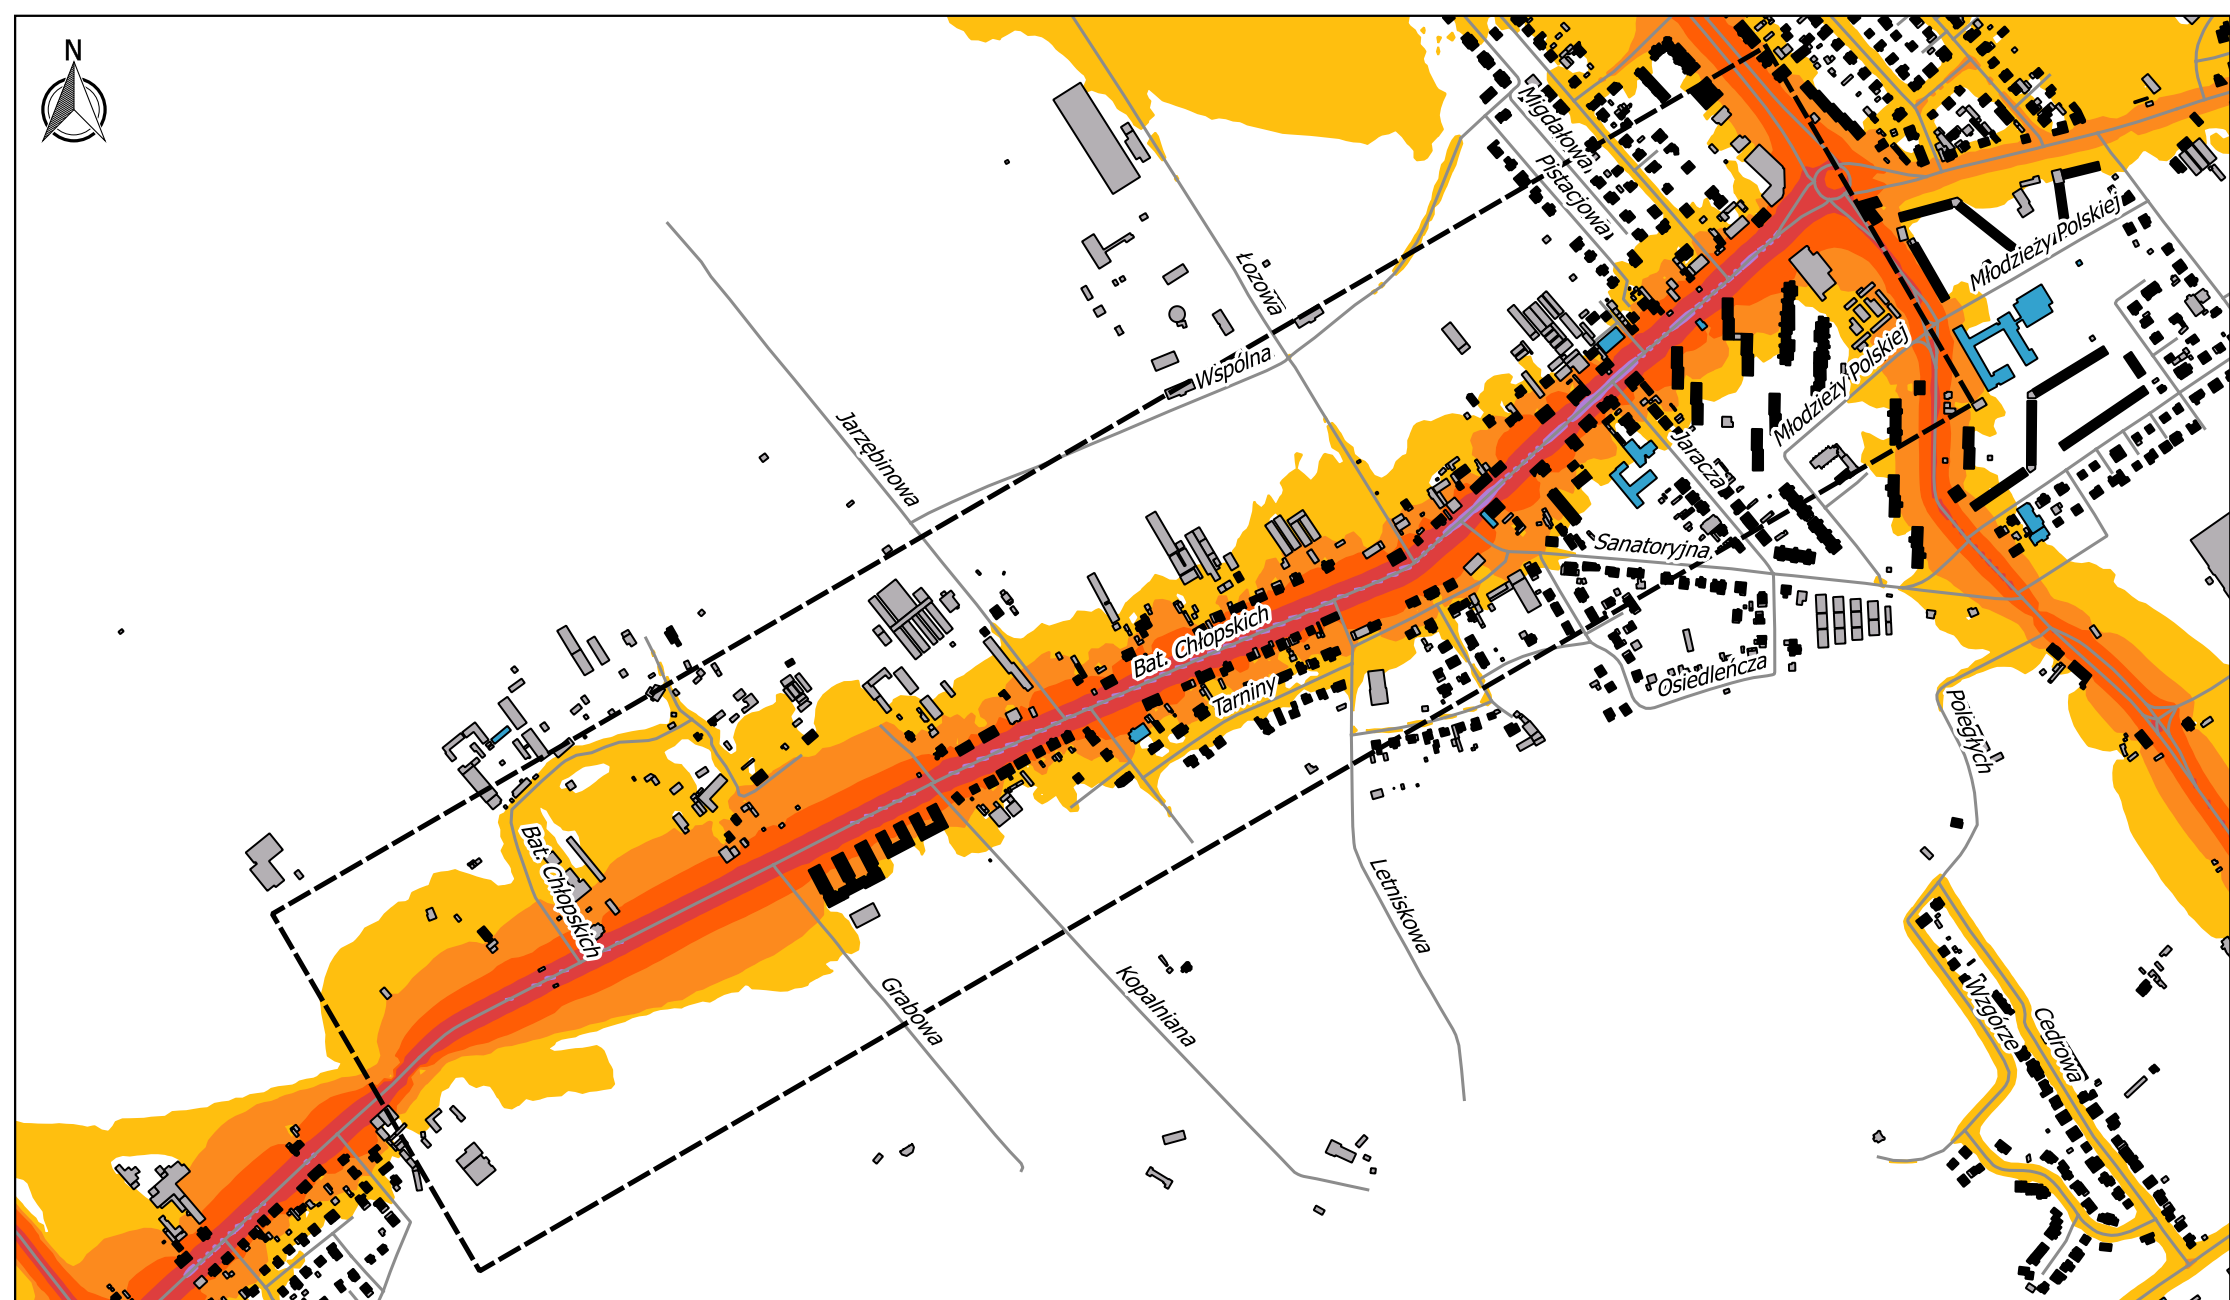 N
Migdałowa
Pistacjowa
Młodzieży Polskiej
Łozowa
Wspólna
Młodzieży Polskiej
Jarzębinowa
Jaracza
Sanatoryjna
Bat. Chłopskich
Osiedleńcza
Tarniny
Poległych
Bat. Chłopskich
Letniskowa
Kopalniana
Grabowa
Wzgórze
Cedrowa